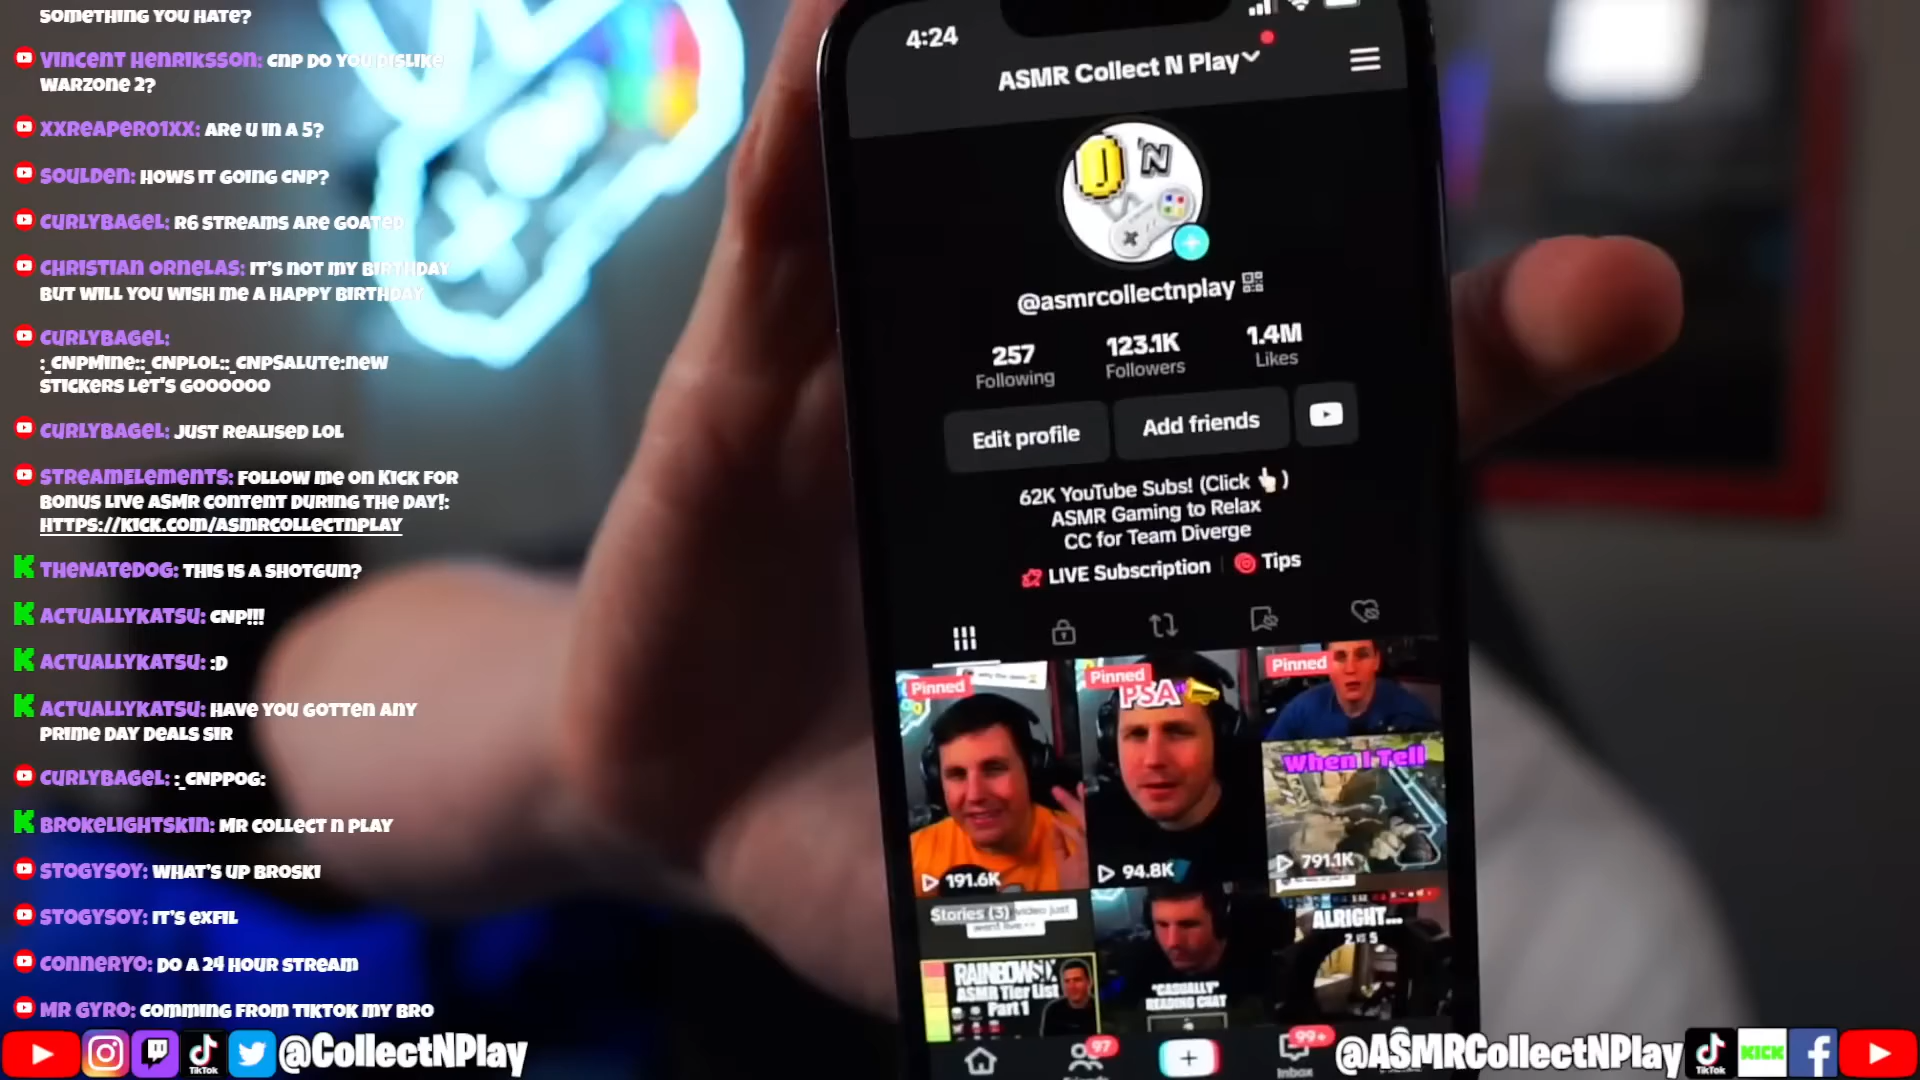 SOMETHING YOU HATE?
VINCENT HENRIKSSON: CNP DO YOU DISLIKE
WARZONE 2?
XXREAPER01XX: ARE U IN A 5?
SOULDEN: HOWS IT GOING CNP?
CURLYBAGEL: R6 STREAMS ARE GOATED
CHRISTIAN ORNELAS: IT'S NOT MY BIRTHDAY
BUT WILL YOU WISH ME A HAPPY BIRTHDAY
CURLYBAGEL:
:_CNPMINE::_CNPLOL::_CNPSALUTE:NEW
STICKERS LET'S GOOOOOO
CURLYBAGEL: JUST REALISED LOL
STREAMELEMENTS: FOLLOW ME ON KICK FOR
BONUS LIVE ASMR CONTENT DURING THE DAY!:
HTTPS://KICK.COM/ASMRCOLLECTNPLAY
THENATEDOG: THIS IS A SHOTGUN?
ACTUALLYKATSU: CNP!!!
ACTUALLYKATSU: :D
ACTUALLYKATSU: HAVE YOU GOTTEN ANY
PRIME DAY DEALS SIR
CURLYBAGEL: :_CNPPOG:
BROKELIGHTSKIN: MR COLLECT N PLAY
STOGYSOY: WHAT'S UP BROSKI
STOGYSOY: IT'S EXFIL
CONNERYO: DO A 24 HOUR STREAM
MR GYRO: COMMING FROM TIKTOK MY BRO
TikTok
@CollectNPlay
4:24
ASMR Collect N Play
J N
@asmrcollectnplay
257 123.1K 1.4M
Following Followers Likes
Edit profile Add friends
62K YouTube Subs! (Click 👆)
ASMR Gaming to Relax
CC for Team Diverge
LIVE Subscription Tips
Pinned Pinned Pinned
PSA
When I Tell
191.6K 94.8K 791.1K
Stories (3)
ALRIGHT...
2 5
RAINBOW SIX
ASMR Tier List
Part 1
"CASUALLY"
READING CHAT
97
99+
Inbox
@ASMRCollectNPlay
TikTok
KICK